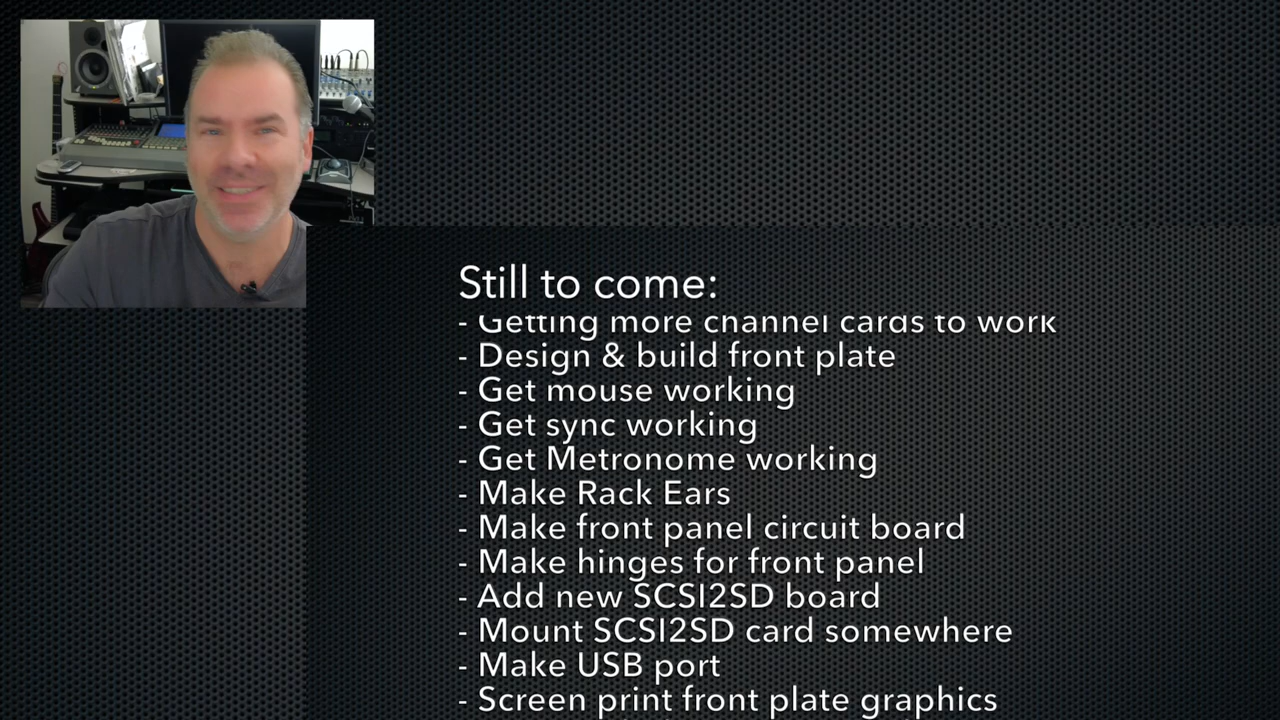 Still to come:
- Getting more channel cards to work
- Design & build front plate
- Get mouse working
- Get sync working
- Get Metronome working
- Make Rack Ears
- Make front panel circuit board
- Make hinges for front panel
- Add new SCSI2SD board
- Mount SCSI2SD card somewhere
- Make USB port
- Screen print front plate graphics